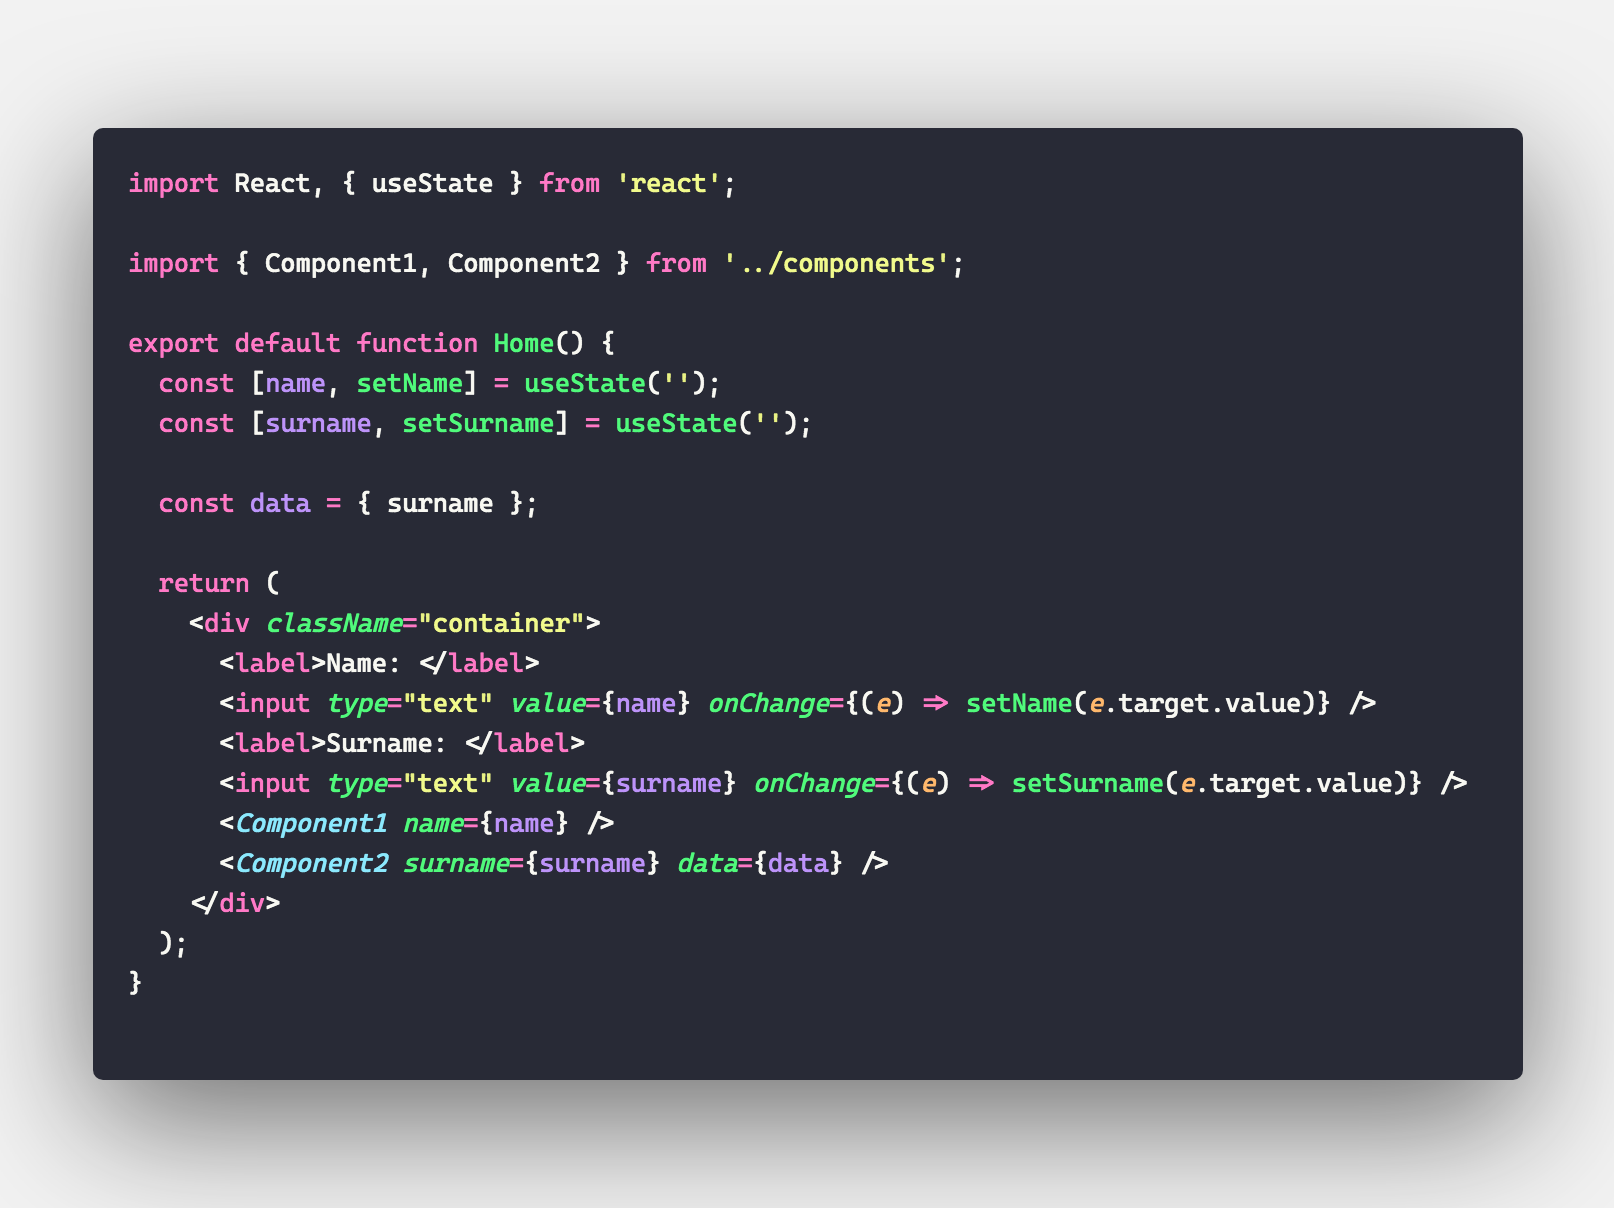 import React, { useState } from 'react';
import { Component1, Component2 } from '../components';
export default function Home() {
  const [name, setName] = useState('');
  const [surname, setSurname] = useState('');
  const data = { surname };
  return (
    <div className="container">
      <label>Name: </label>
      <input type="text" value={name} onChange={(e) => setName(e.target.value)} />
      <label>Surname: </label>
      <input type="text" value={surname} onChange={(e) => setSurname(e.target.value)} />
      <Component1 name={name} />
      <Component2 surname={surname} data={data} />
    </div>
  );
}